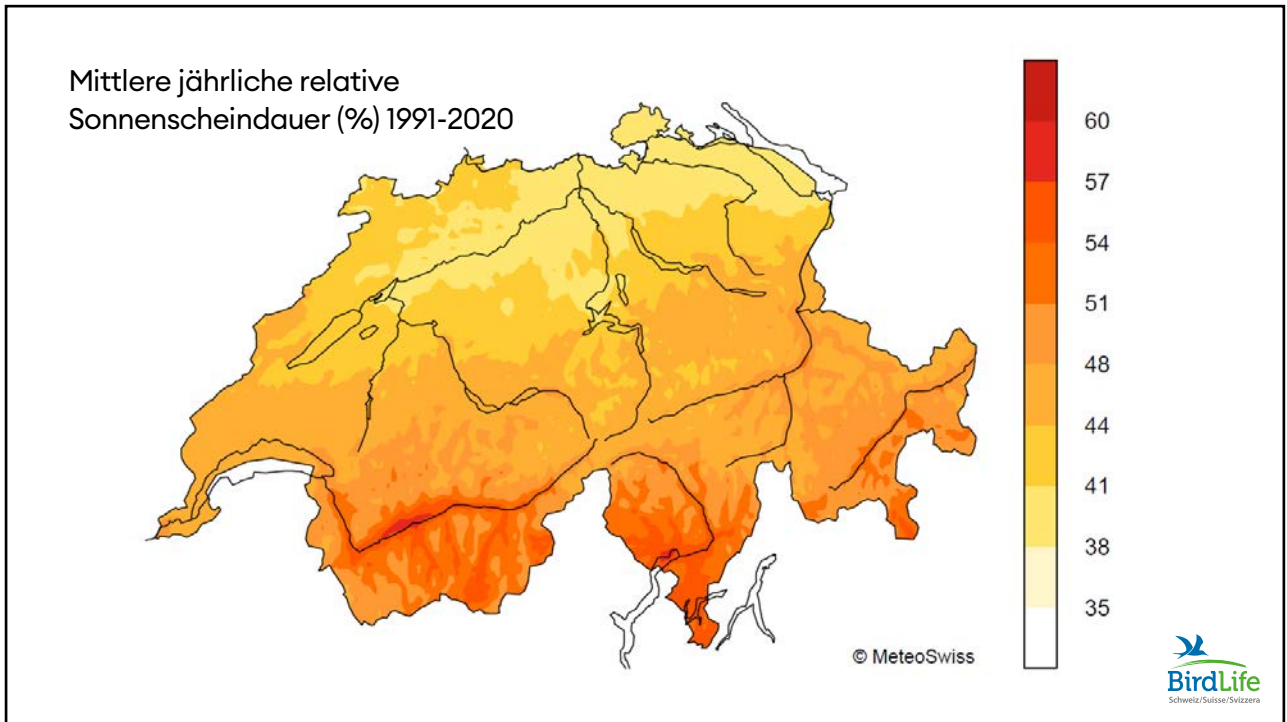 Mittlere jährliche relative
Sonnenscheindauer (%) 1991-2020
60
57
54
51
48
44
41
38
35
© MeteoSwiss
BirdLife
Schweiz/Suisse/Svizzera